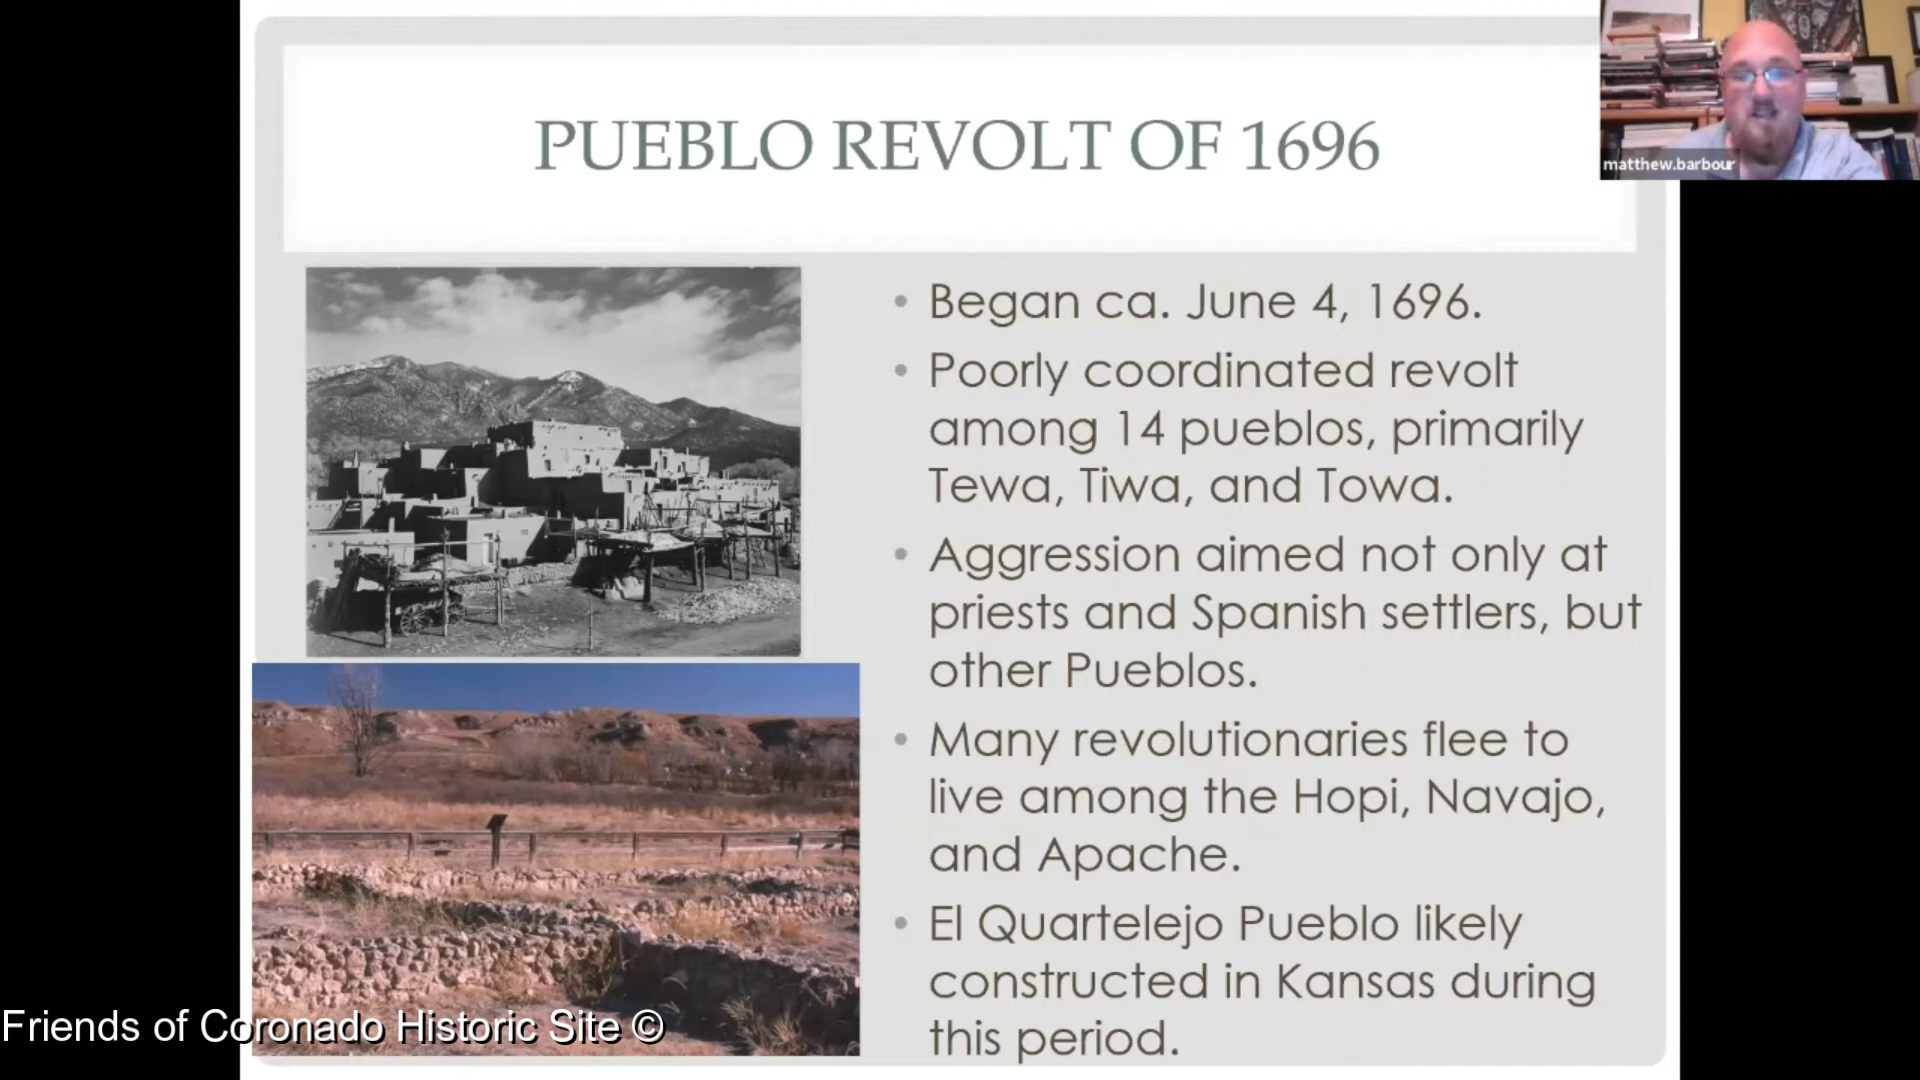 PUEBLO REVOLT OF 1696
matthew.barbour
• Began ca. June 4, 1696.
• Poorly coordinated revolt
among 14 pueblos, primarily
Tewa, Tiwa, and Towa.
• Aggression aimed not only at
priests and Spanish settlers, but
other Pueblos.
• Many revolutionaries flee to
live among the Hopi, Navajo,
and Apache.
• El Quartelejo Pueblo likely
constructed in Kansas during
this period.
Friends of Coronado Historic Site ©